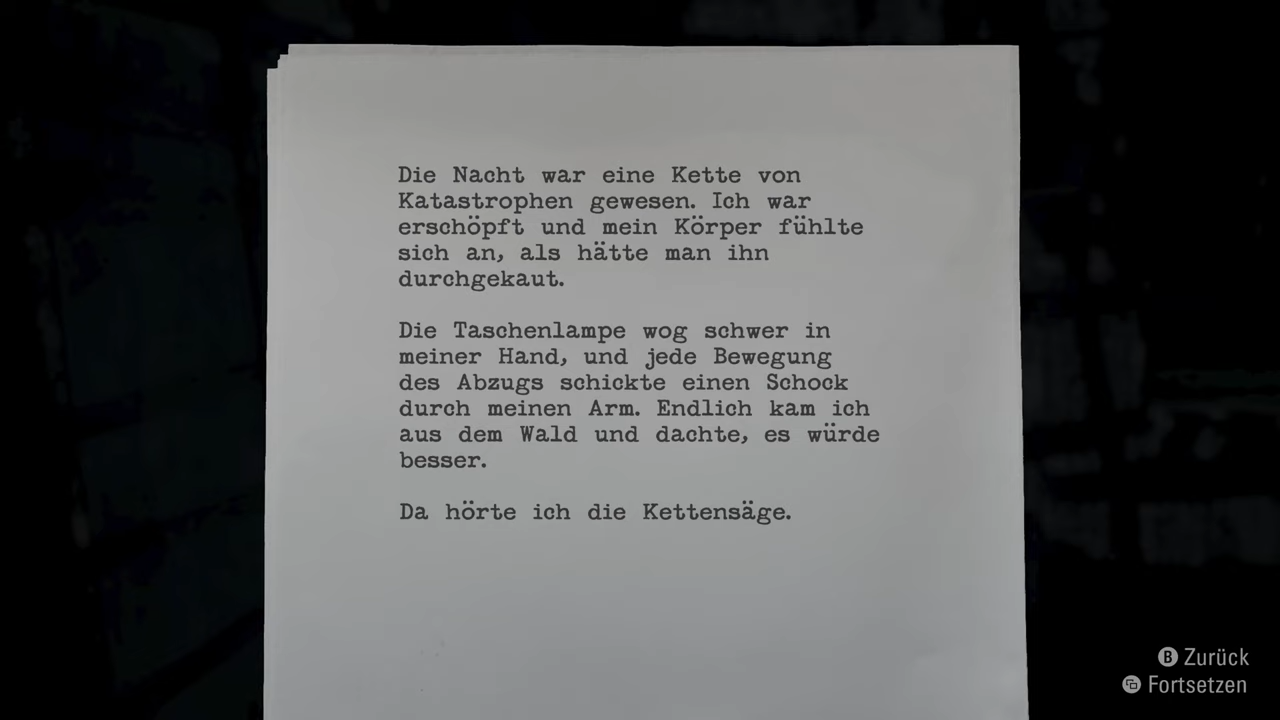 Die Nacht war eine Kette von
Katastrophen gewesen. Ich war
erschöpft und mein Körper fühlte
sich an, als hätte man ihn
durchgekaut.
Die Taschenlampe wog schwer in
meiner Hand, und jede Bewegung
des Abzugs schickte einen Schock
durch meinen Arm. Endlich kam ich
aus dem Wald und dachte, es würde
besser.
Da hörte ich die Kettensäge.
B Zurück
Fortsetzen